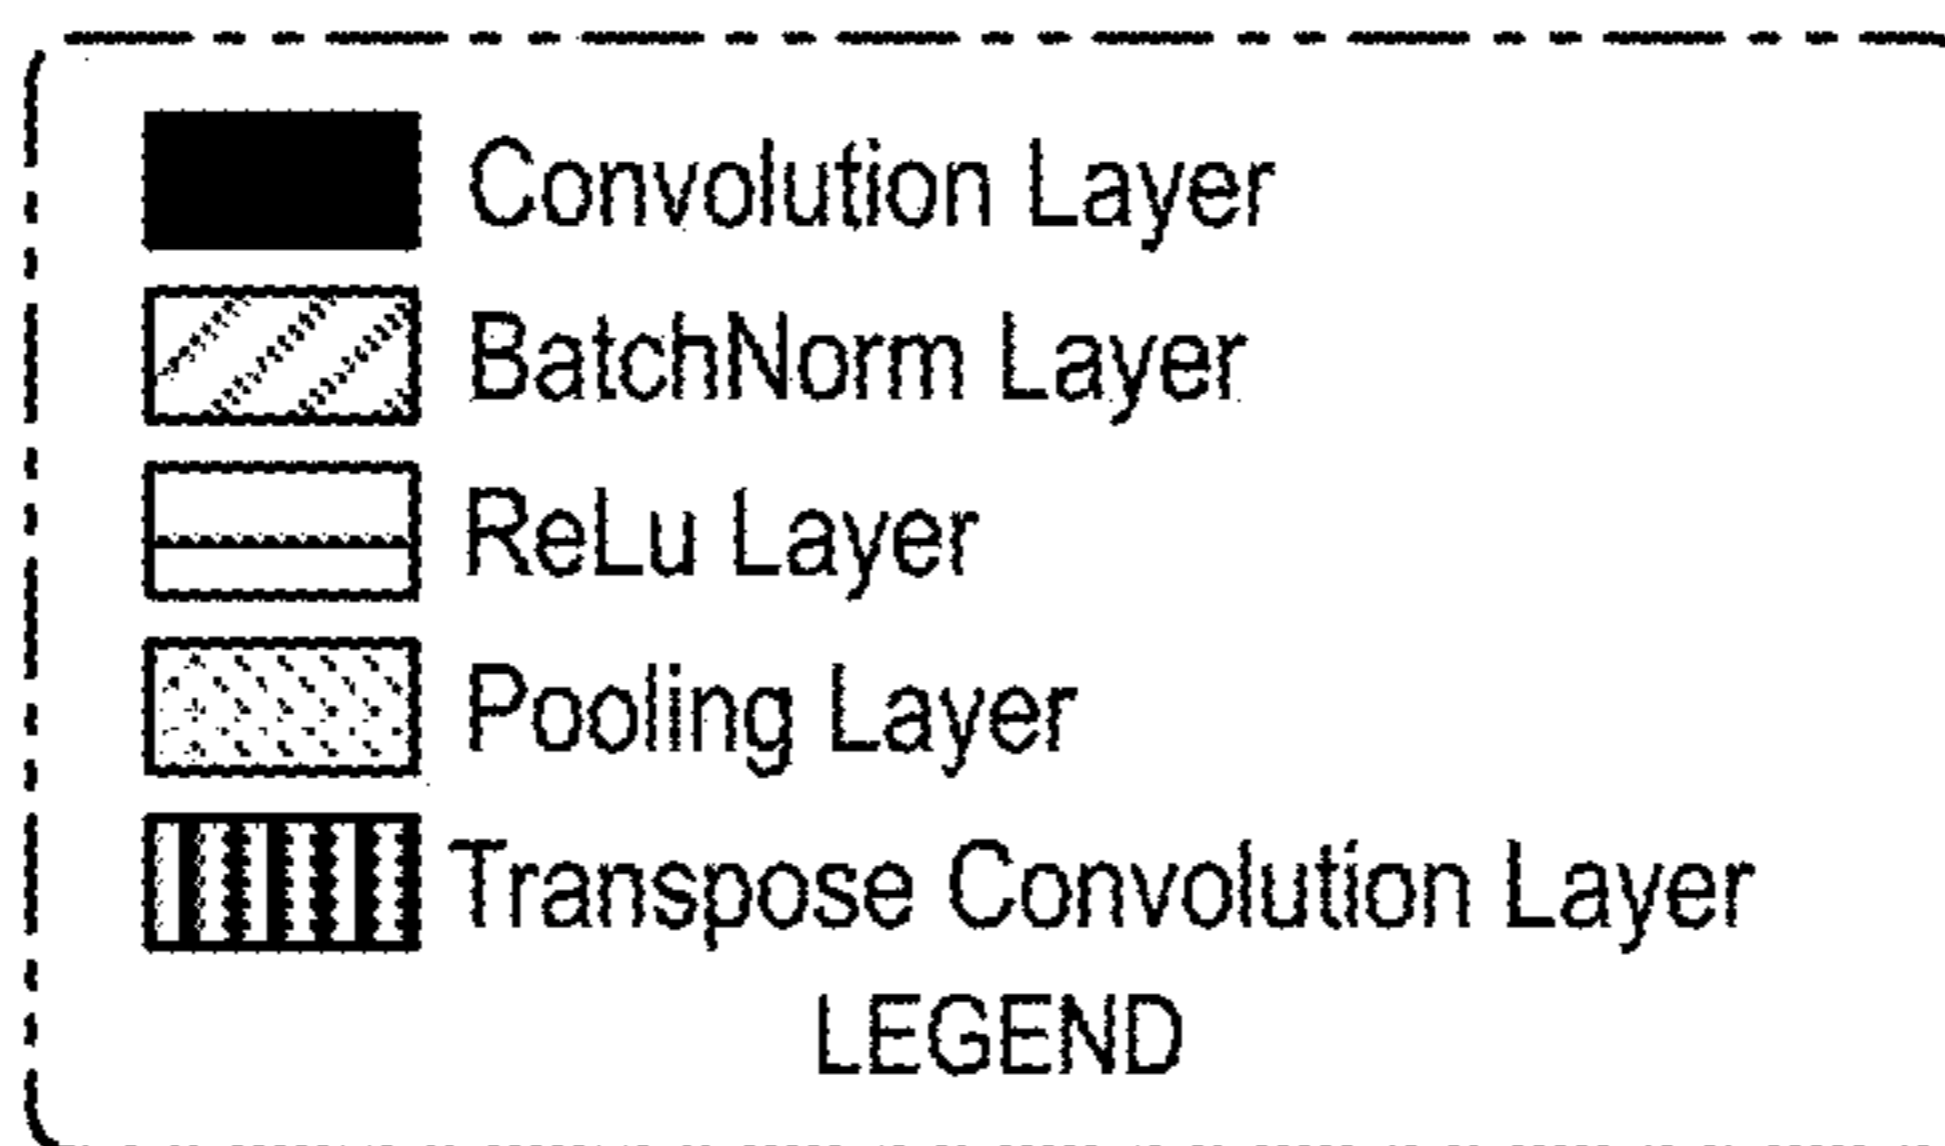 Convolution Layer
BatchNorm Layer
ReLu Layer
Pooling Layer
Transpose Convolution Layer
LEGEND